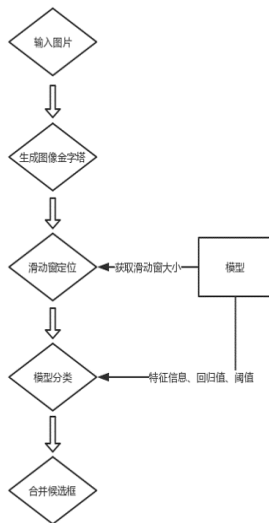 输入图片
生成图像金字塔
滑动窗定位
获取滑动窗大小
模型
模型分类
特征信息、回归值、阈值
合并候选框